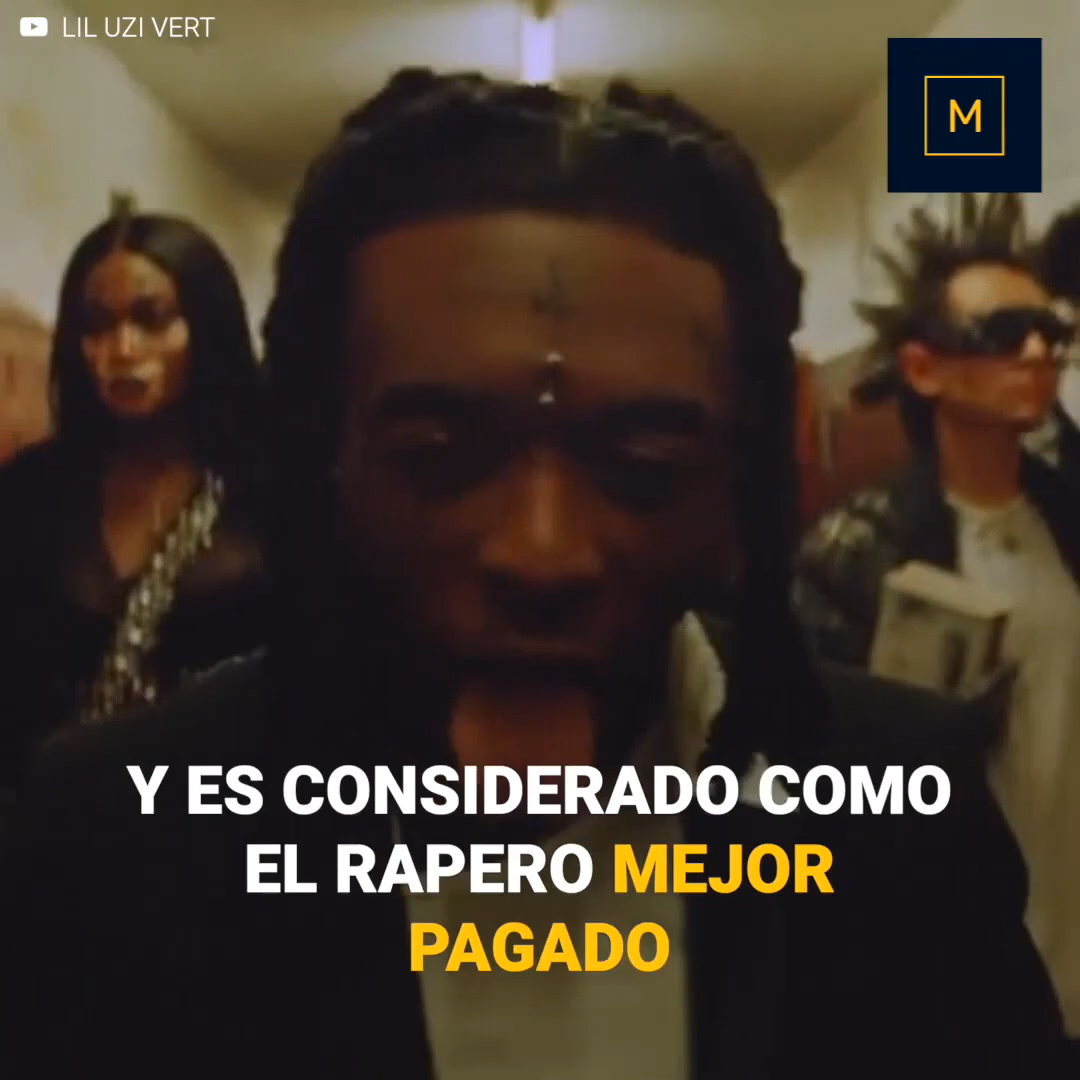 LIL UZI VERT
M
Y ES CONSIDERADO COMO
EL RAPERO MEJOR
PAGADO